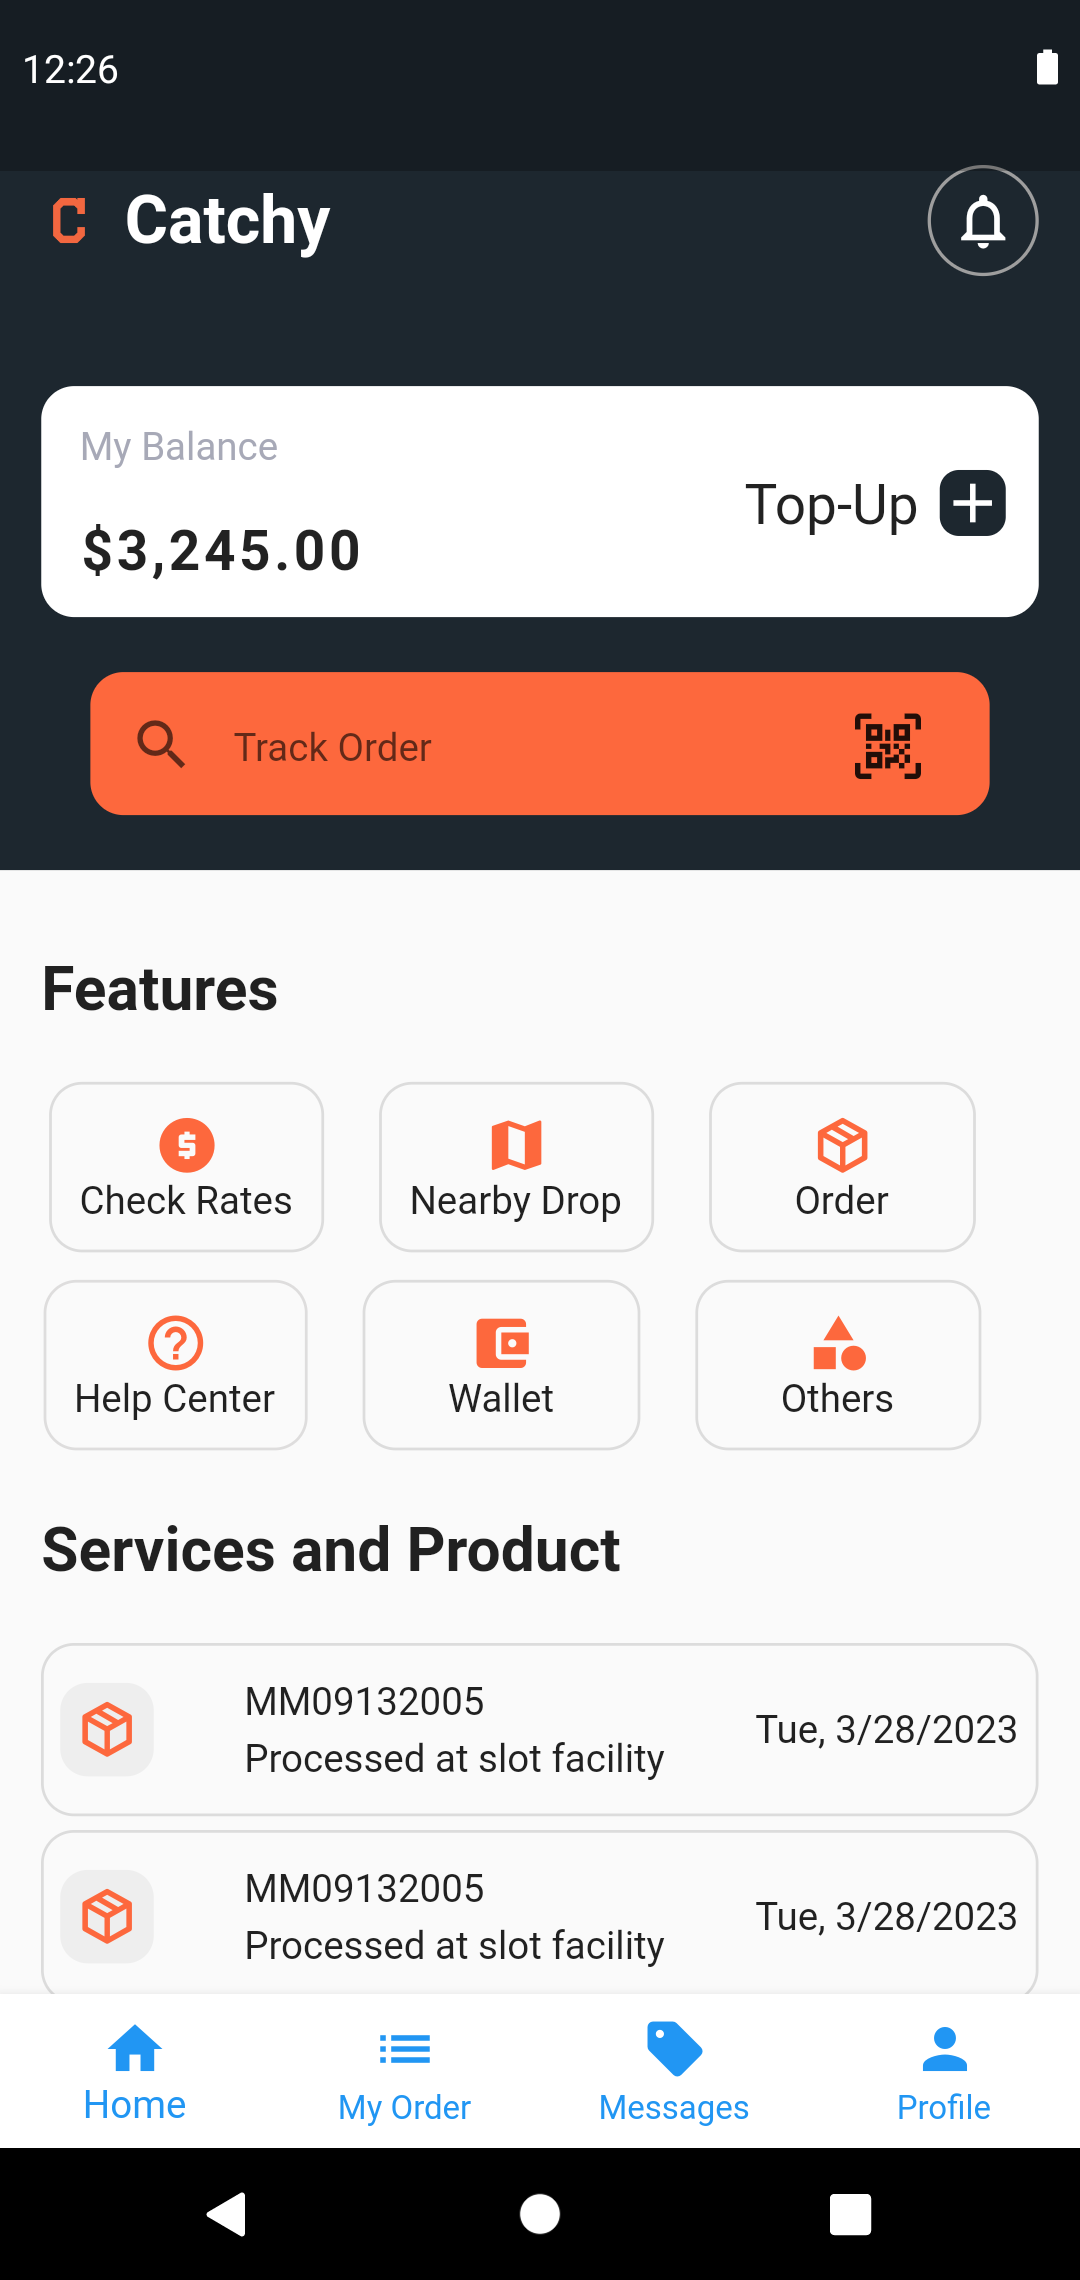 12:26
C Catchy
My Balance
Top-Up
$3,245.00
Track Order
Features
Check Rates
Nearby Drop
Order
Help Center
Wallet
Others
Services and Product
MM09132005
Processed at slot facility
Tue, 3/28/2023
MM09132005
Processed at slot facility
Tue, 3/28/2023
Home
My Order
Messages
Profile